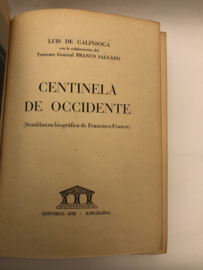 LUIS DE GALINSOGA
con la colaboración del
Teniente General FRANCO SALGADO
CENTINELA
DE OCCIDENTE
(Semblanza biográfica de Francisco Franco)
EDITORIAL AHR - BARCELONA